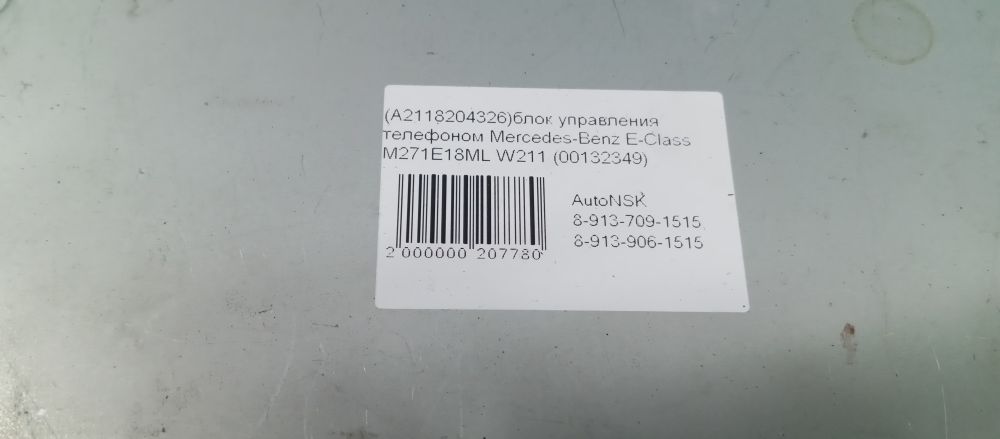 (A2118204326)блок управления
телефоном Mercedes-Benz E-Class
M271E18ML W211 (00132349)
AutoNSK
8-913-709-1515
8-913-906-1515
2 000000 207780